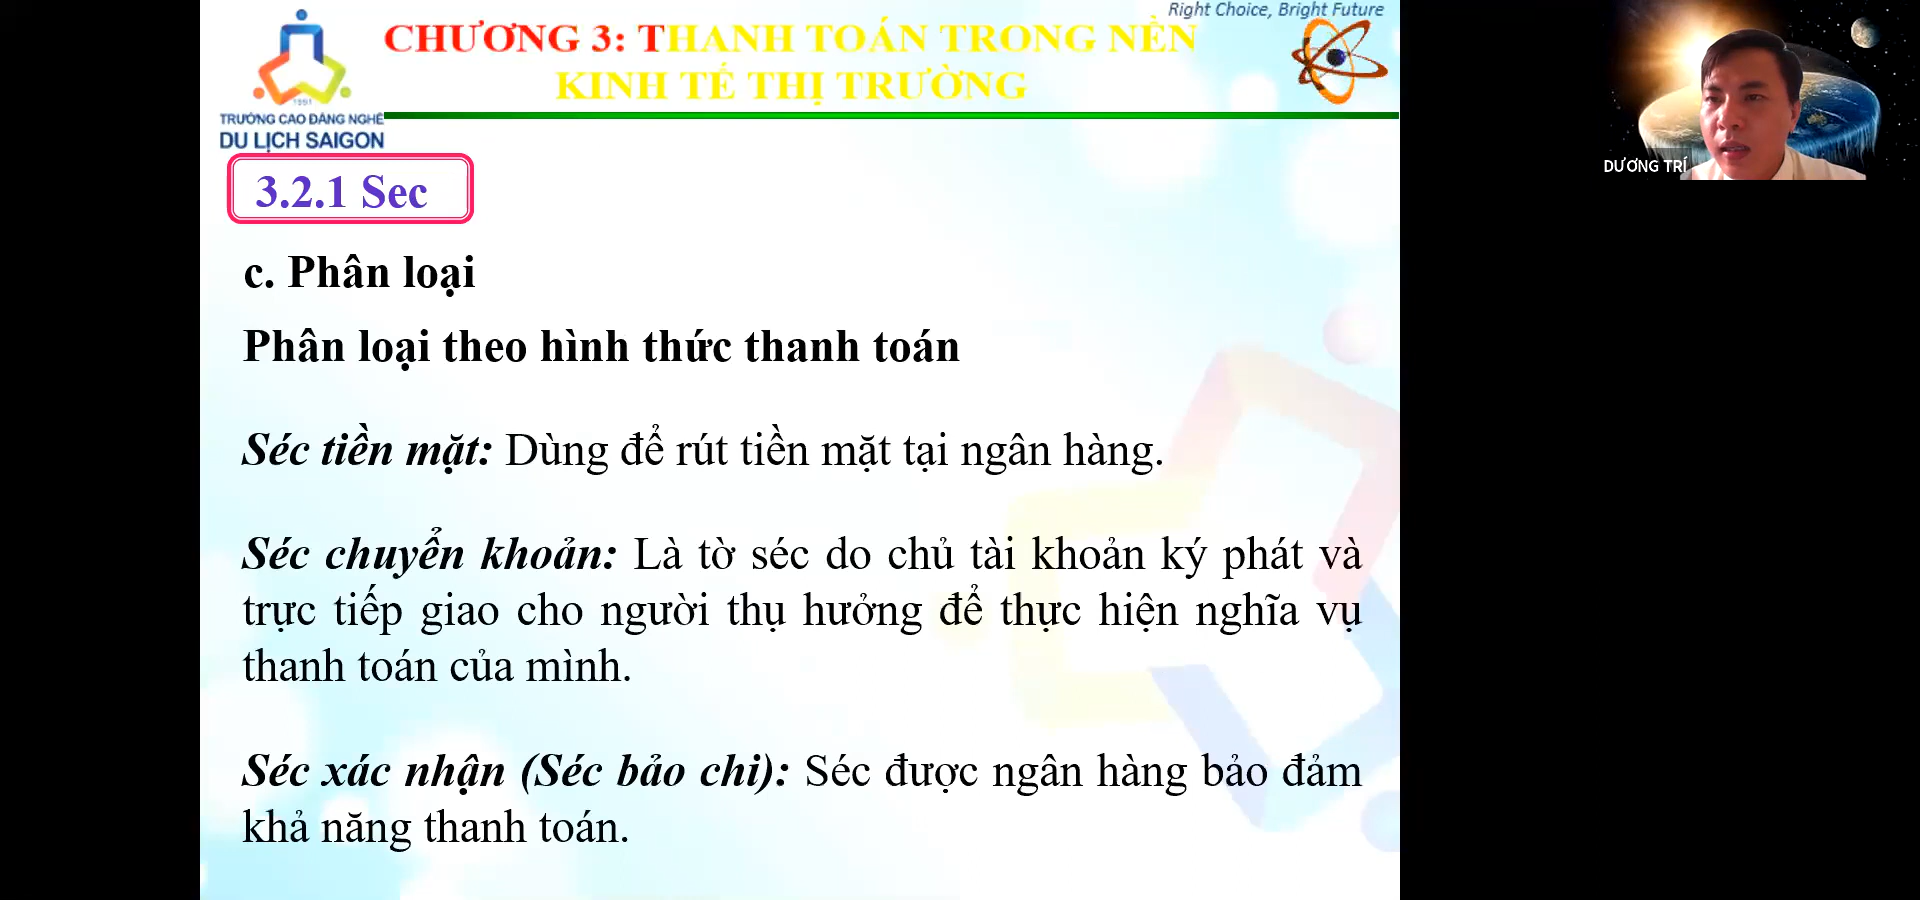 Right Choice, Bright Future
CHƯƠNG 3: THANH TOÁN TRONG NỀN
KINH TẾ THỊ TRƯỜNG
1991
TRƯỜNG CAO ĐẲNG NGHỀ
DU LỊCH SAIGON
DƯƠNG TRÍ
3.2.1 Sec
c. Phân loại
Phân loại theo hình thức thanh toán
Séc tiền mặt: Dùng để rút tiền mặt tại ngân hàng.
Séc chuyển khoản: Là tờ séc do chủ tài khoản ký phát và
trực tiếp giao cho người thụ hưởng để thực hiện nghĩa vụ
thanh toán của mình.
Séc xác nhận (Séc bảo chi): Séc được ngân hàng bảo đảm
khả năng thanh toán.